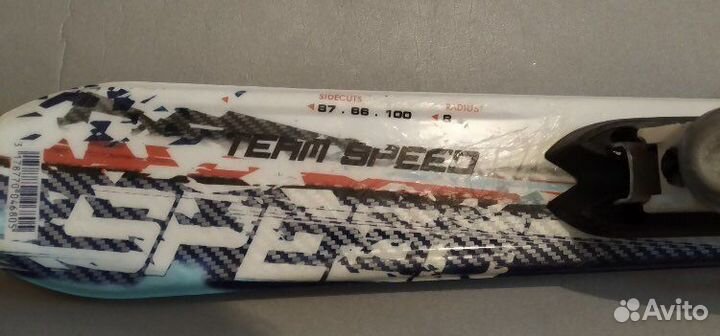 SIDECUTS RADIUS
87 . 66 . 100 8
TEAM SPEED
SPEED
Avito